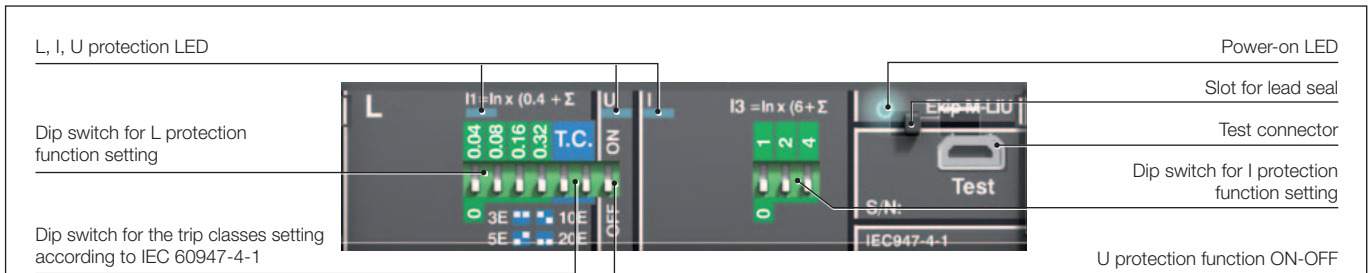 L, I, U protection LED
Power-on LED
Slot for lead seal
Test connector
Dip switch for L protection
function setting
Dip switch for I protection
function setting
Dip switch for the trip classes setting
according to IEC 60947-4-1
U protection function ON-OFF
L
I1=In x (0.4 + Σ
U
I
I3 =In x (6+Σ
Ekip-M-LIU
0.04
0.08
0.16
0.32
T.C.
ON
1
2
4
Test
0
3E
10E
OFF
0
S/N:
5E
20E
IEC947-4-1